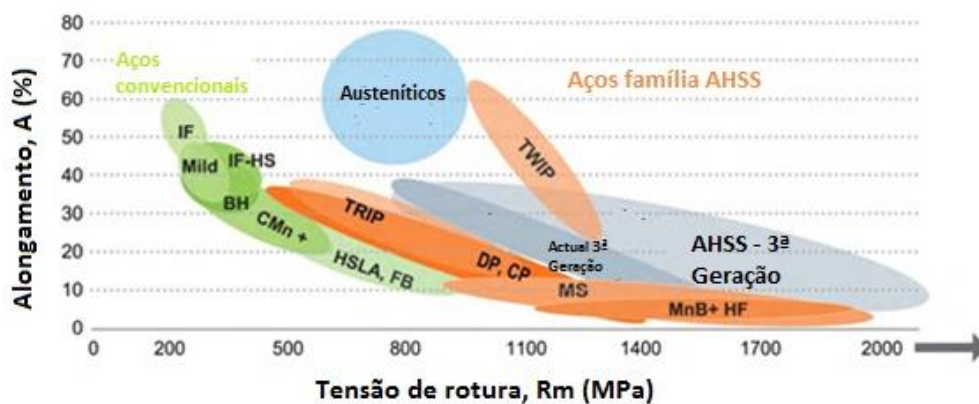 80
70
60
50
40
30
20
10
0
Alongamento, A (%)
Aços
convencionais
Austeníticos
Aços família AHSS
IF
Mild
IF-HS
BH
CMn +
HSLA, FB
TRIP
DP, CP
TWIP
Actual 3ª
Geração
AHSS - 3ª
Geração
MS
MnB+ HF
0 200 500 800 1100 1400 1700 2000
Tensão de rotura, Rm (MPa)